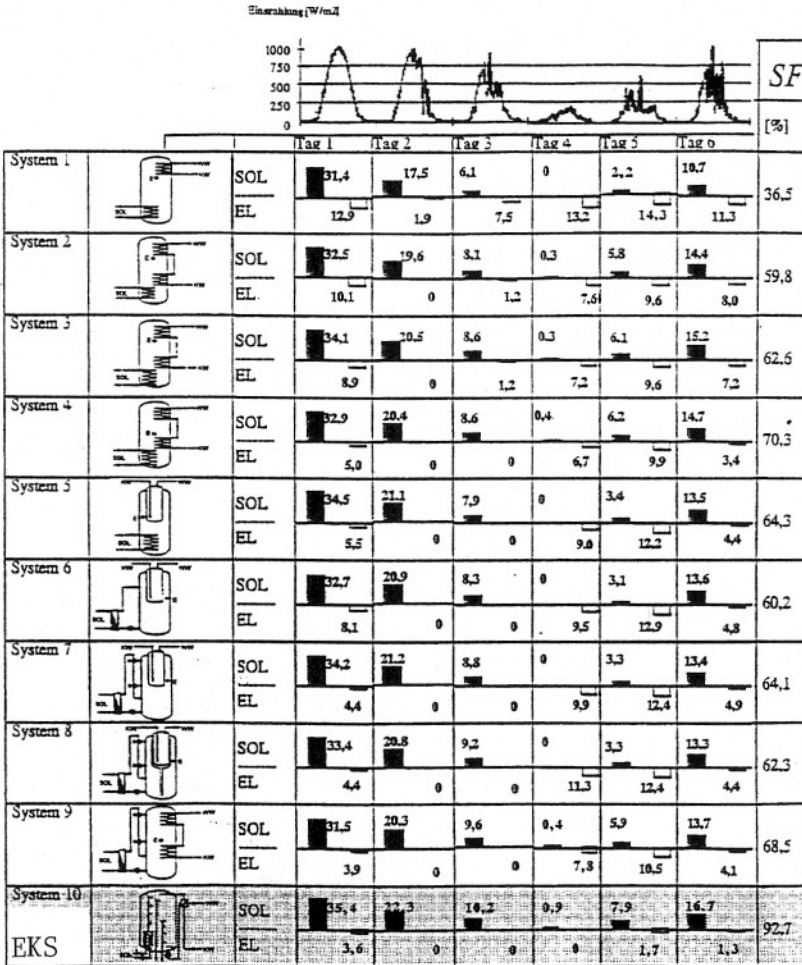 Einstrahlung [W/m2]
1000
750
500
250
0
SF
[%]
Tag 1 Tag 2 Tag 3 Tag 4 Tag 5 Tag 6
System 1
SOL 31,4 17,5 6,1 0 2,2 10,7
36,5
EL 12,9 1,9 7,5 13,2 14,3 11,3
System 2
SOL 32,5 19,6 8,1 0,3 5,8 14,4
59,8
EL 10,1 0 1,2 7,6 9,6 8,0
System 3
SOL 34,1 20,5 8,6 0,3 6,1 15,2
EL 8,9 0 1,2 7,2 9,6 7,2
System 4
SOL 32,9 20,4 8,6 0,4 6,2 14,7
70,3
EL 5,0 0 0 6,7 9,9 3,4
System 5
SOL 34,5 21,1 7,9 0 3,4 13,5
64,3
EL 5,5 0 0 9,0 12,2 4,4
System 6
SOL 32,7 20,9 8,3 0 3,1 13,6
60,2
EL 8,1 0 0 9,5 12,9 4,8
System 7
SOL 34,2 21,2 8,8 0 3,3 13,4
64,1
EL 4,4 0 0 9,9 12,4 4,9
System 8
SOL 33,4 20,8 9,2 0 3,3 13,3
62,3
EL 4,4 0 0 11,3 12,4 4,4
System 9
SOL 31,5 20,3 9,6 0,4 5,9 13,7
68,5
EL 3,9 0 0 7,8 10,5 4,1
System 10
SOL 35,4 22,3 10,2 0,9 7,9 16,7
92,7
EKS
EL 3,6 0 0 0 1,7 1,3